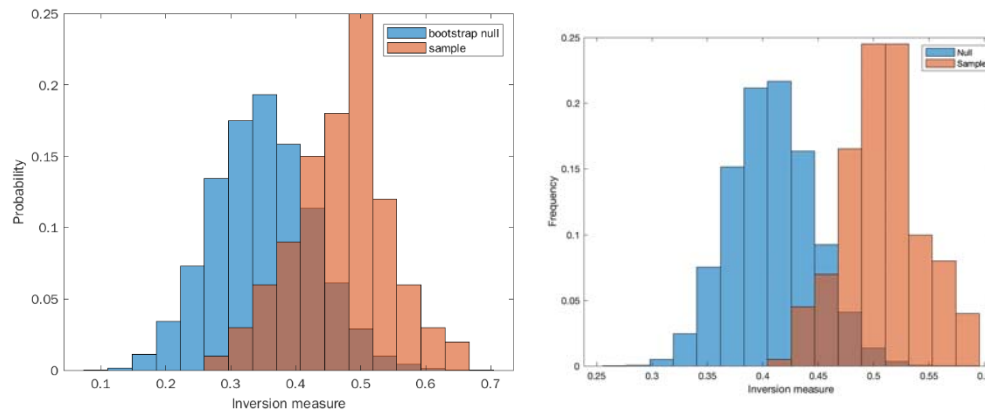 0.25
0.2
0.15
0.1
0.05
0
Probability
bootstrap null
sample
0.1 0.2 0.3 0.4 0.5 0.6 0.7
Inversion measure
0.25
0.2
0.15
0.1
0.05
0
Frequency
Null
Sample
0.25 0.3 0.35 0.4 0.45 0.5 0.55
Inversion measure